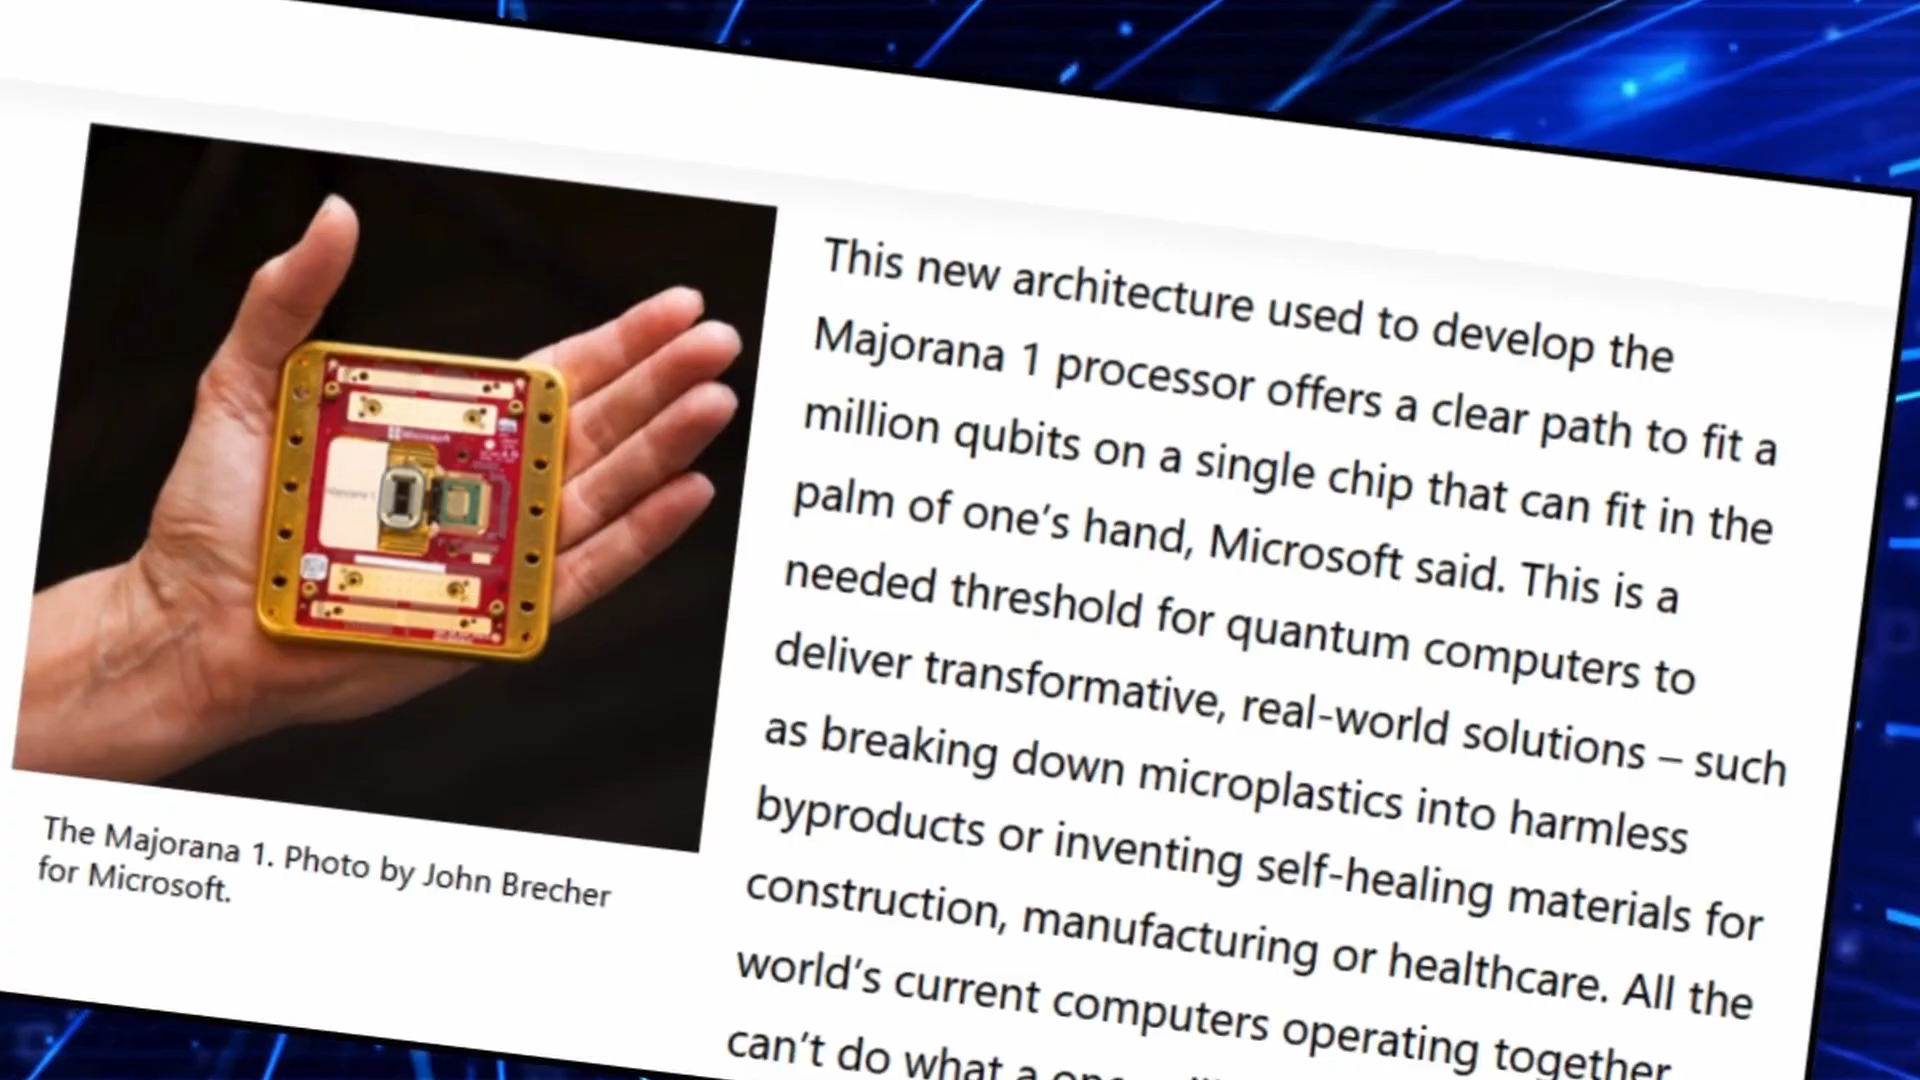 This new architecture used to develop the
Majorana 1 processor offers a clear path to fit a
million qubits on a single chip that can fit in the
palm of one’s hand, Microsoft said. This is a
needed threshold for quantum computers to
deliver transformative, real-world solutions – such
as breaking down microplastics into harmless
byproducts or inventing self-healing materials for
construction, manufacturing or healthcare. All the
world’s current computers operating together
can’t do what a
Microsoft
The Majorana 1. Photo by John Brecher
for Microsoft.